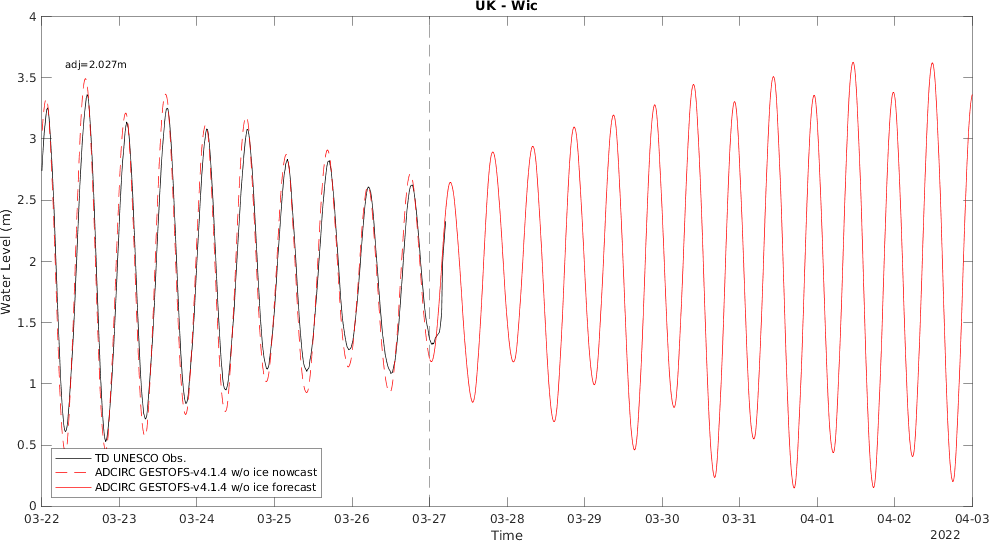 UK - Wic
adj=2.027m
Water Level (m)
4
3.5
3
2.5
2
1.5
1
0.5
0
TD UNESCO Obs.
ADCIRC GESTOFS-v4.1.4 w/o ice nowcast
ADCIRC GESTOFS-v4.1.4 w/o ice forecast
03-22 03-23 03-24 03-25 03-26 03-27 03-28 03-29 03-30 03-31 04-01 04-02 04-03
Time
2022